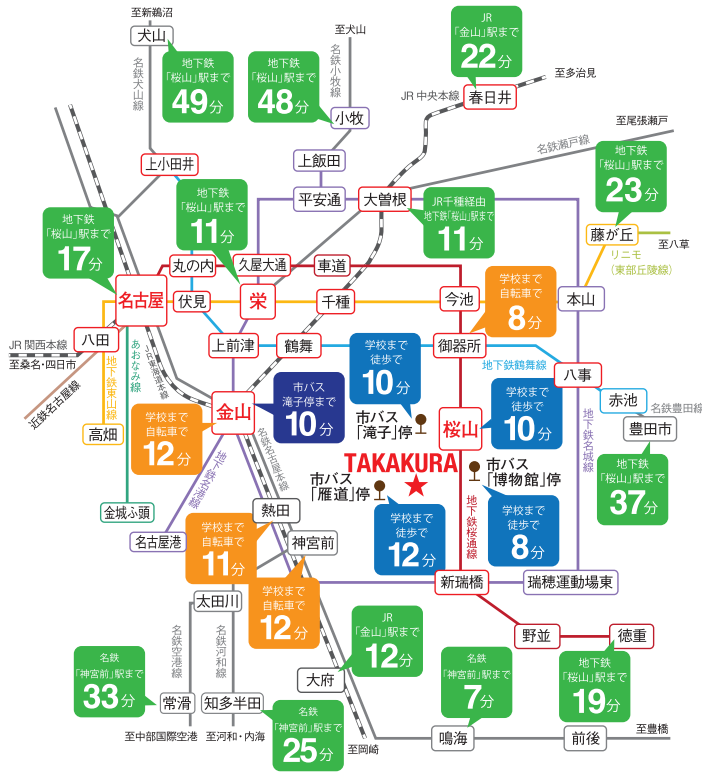 至新鵜沼
犬山
名鉄犬山線
地下鉄
「桜山」駅まで
49分
至犬山
名鉄小牧線
地下鉄
「桜山」駅まで
48分
小牧
JR
「金山」駅まで
22分
至多治見
JR中央本線
春日井
至尾張瀬戸
名鉄瀬戸線
上小田井
上飯田
平安通
大曽根
地下鉄
「桜山」駅まで
11分
JR千種経由
地下鉄「桜山」駅まで
11分
地下鉄
「桜山」駅まで
23分
藤が丘
至八草
リニモ
(東部丘陵線)
地下鉄
「桜山」駅まで
17分
丸の内
久屋大通
車道
名古屋
伏見
栄
千種
今池
学校まで
自転車で
8分
本山
八田
JR関西本線
至桑名・四日市
近鉄名古屋線
地下鉄東山線
あおなみ線
JR東海道本線
上前津
鶴舞
御器所
地下鉄鶴舞線
八事
赤池
名鉄豊田線
豊田市
地下鉄
「桜山」駅まで
37分
学校まで
徒歩で
10分
金山
市バス
滝子停まで
10分
市バス
「滝子」停
桜山
学校まで
徒歩で
10分
地下鉄名城線
高畑
学校まで
自転車で
12分
名鉄名古屋本線
地下鉄名港線
TAKAKURA
市バス
「雁道」停
市バス
「博物館」停
地下鉄桜通線
金城ふ頭
名古屋港
熱田
神宮前
学校まで
自転車で
11分
学校まで
徒歩で
12分
学校まで
徒歩で
8分
学校まで
自転車で
12分
新瑞橋
瑞穂運動場東
太田川
名鉄空港線
名鉄河和線
JR
「金山」駅まで
12分
大府
野並
徳重
地下鉄
「桜山」駅まで
19分
名鉄
「神宮前」駅まで
33分
常滑
至中部国際空港
知多半田
至河和・内海
名鉄
「神宮前」駅まで
25分
至岡崎
名鉄
「神宮前」駅まで
7分
鳴海
前後
至豊橋